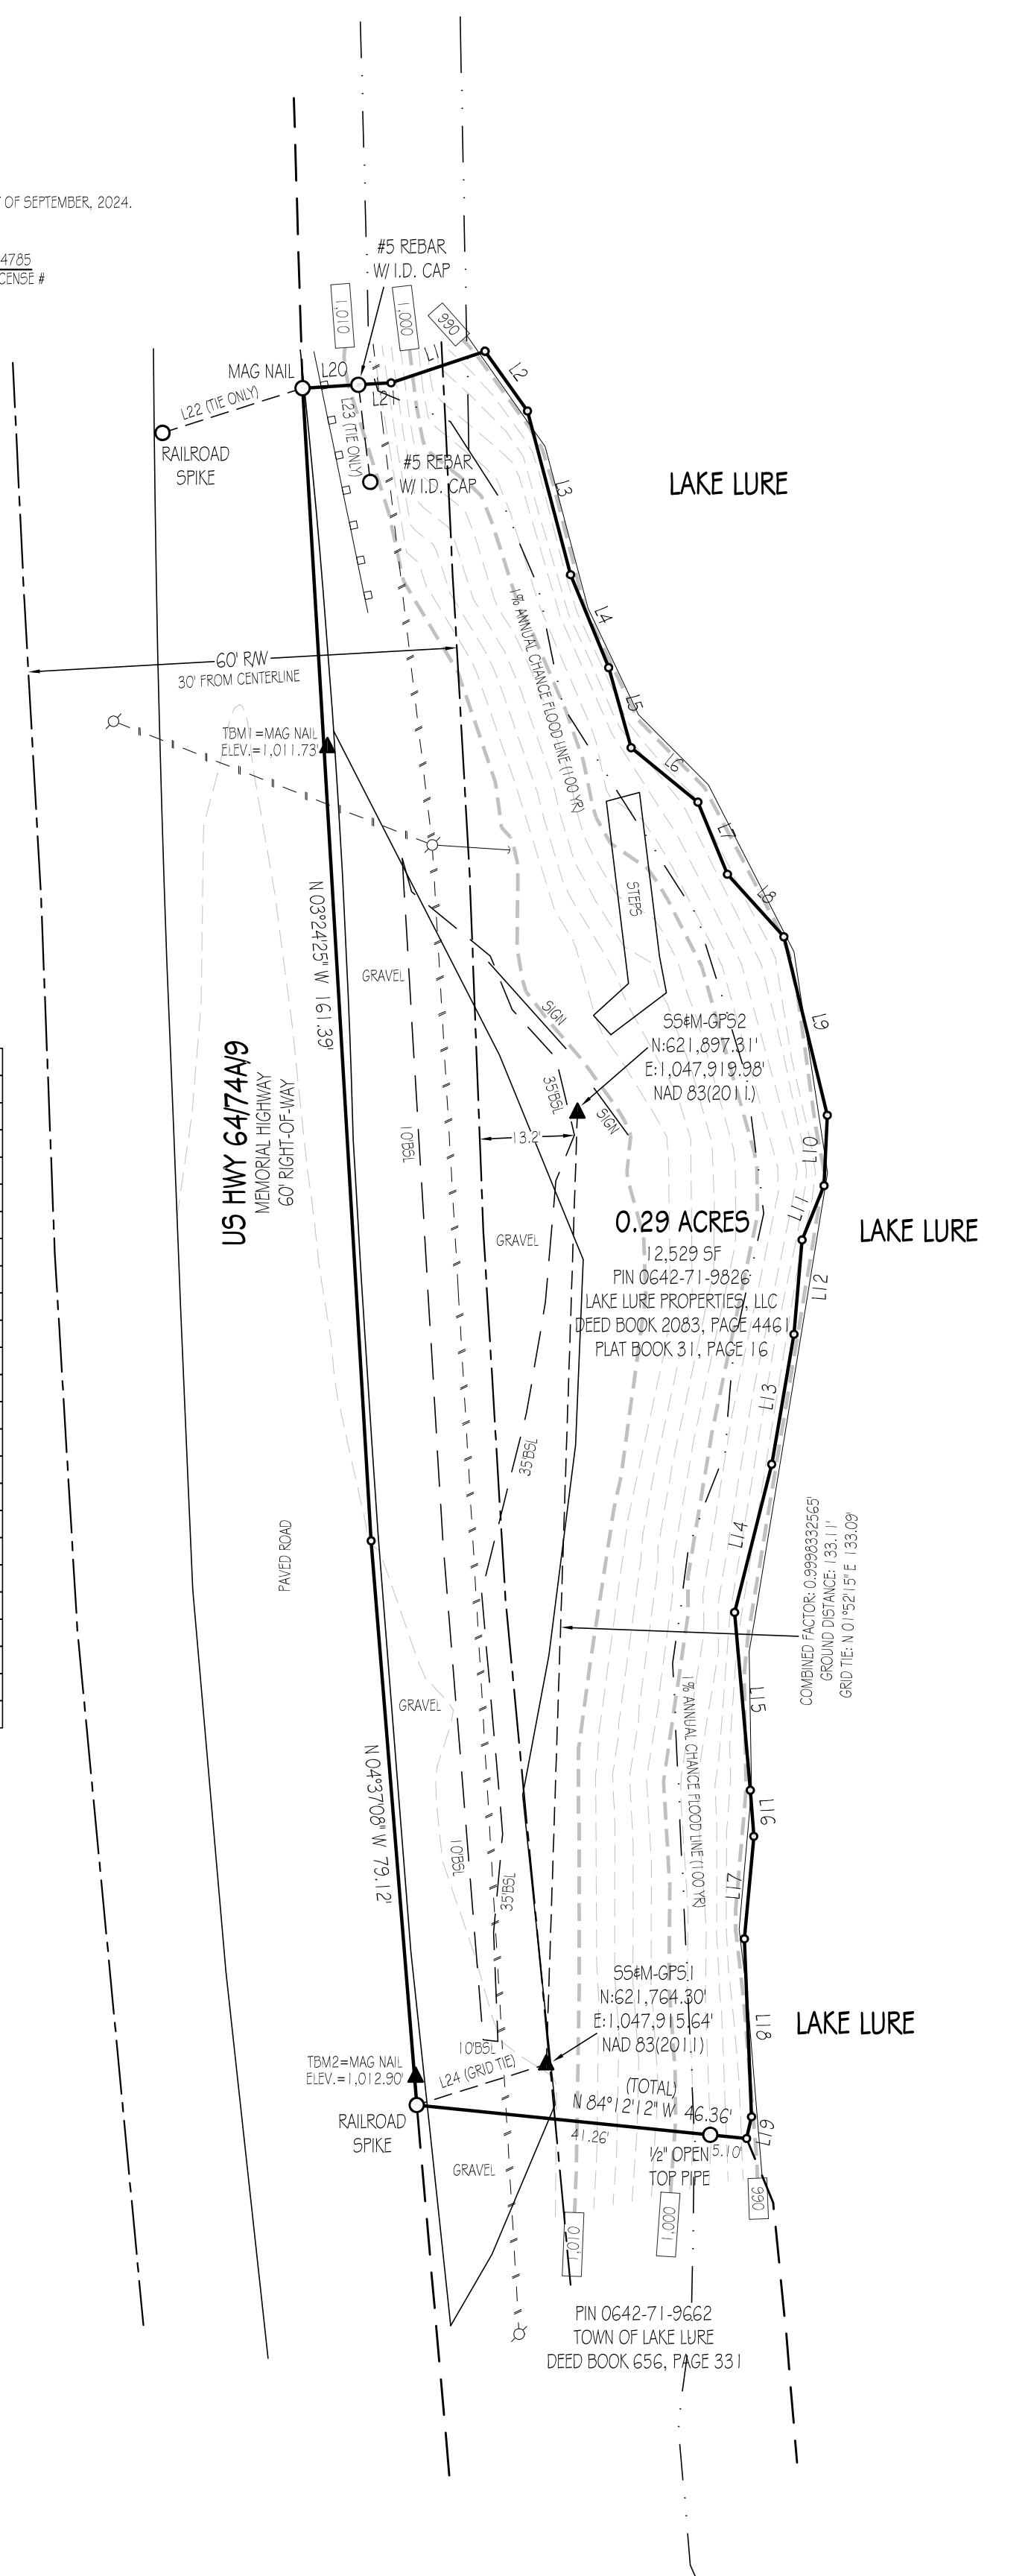 OF SEPTEMBER, 2024.
4785
CENSE #
#5 REBAR
W/ I.D. CAP
1,010
1,000
990
MAG NAIL
L20
L1
L2
L21
L22 (TIE ONLY)
L23 (TIE ONLY)
RAILROAD
SPIKE
#5 REBAR
W/ I.D. CAP
L3
LAKE LURE
L4
1% ANNUAL CHANCE FLOOD LINE (100 YR)
60' R/W
30' FROM CENTERLINE
L5
TBM1=MAG NAIL
ELEV.=1,011.73'
L6
L7
L8
STEPS
N 03°24'25" W 161.39'
GRAVEL
SIGN
L9
SS&M-GPS2
N:621,897.31'
E:1,047,919.98'
NAD 83(2011)
35'BSL
SIGN
US HWY 64/74A/9
MEMORIAL HIGHWAY
60' RIGHT-OF-WAY
10'BSL
13.2'
L10
L11
0.29 ACRES
12,529 SF
PIN 0642-71-9826
LAKE LURE PROPERTIES, LLC
DEED BOOK 2083, PAGE 4461
PLAT BOOK 31, PAGE 16
GRAVEL
LAKE LURE
L12
L13
35'BSL
L14
COMBINED FACTOR: 0.9998332565'
GROUND DISTANCE: 133.11'
GRID TIE: N 01°52'15" E 133.09'
PAVED ROAD
L15
GRAVEL
1% ANNUAL CHANCE FLOOD LINE (100 YR)
N 04°37'08" W 79.12'
L16
10'BSL
35'BSL
L17
SS&M-GPS1
N:621,764.30'
E:1,047,915.64'
NAD 83(2011)
L18
LAKE LURE
10'BSL
TBM2=MAG NAIL
ELEV.=1,012.90'
L24 (GRID TIE)
(TOTAL)
N 84°12'12" W 46.36'
RAILROAD
SPIKE
41.26'
5.10'
L19
1/2" OPEN
TOP PIPE
GRAVEL
990
1,000
1,010
PIN 0642-71-9662
TOWN OF LAKE LURE
DEED BOOK 656, PAGE 331